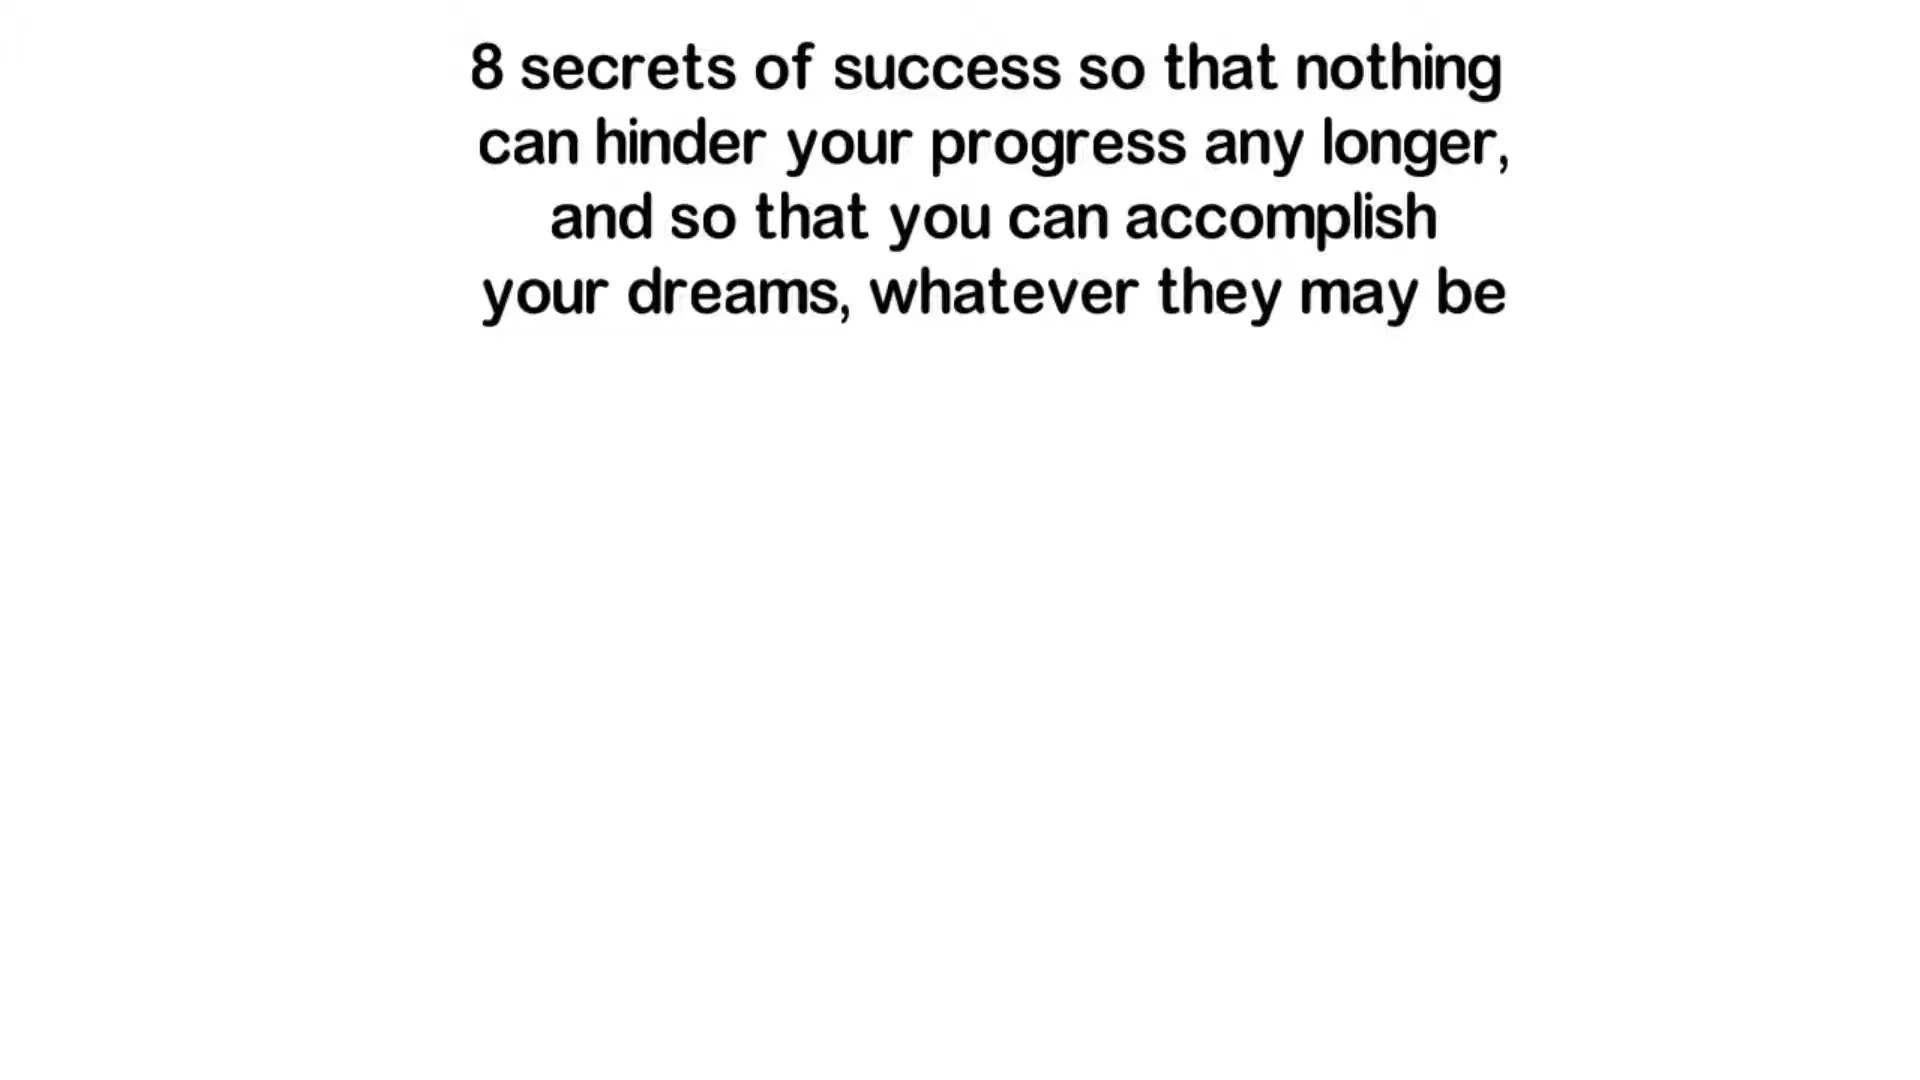 8 secrets of success so that nothing
can hinder your progress any longer,
and so that you can accomplish
your dreams, whatever they may be